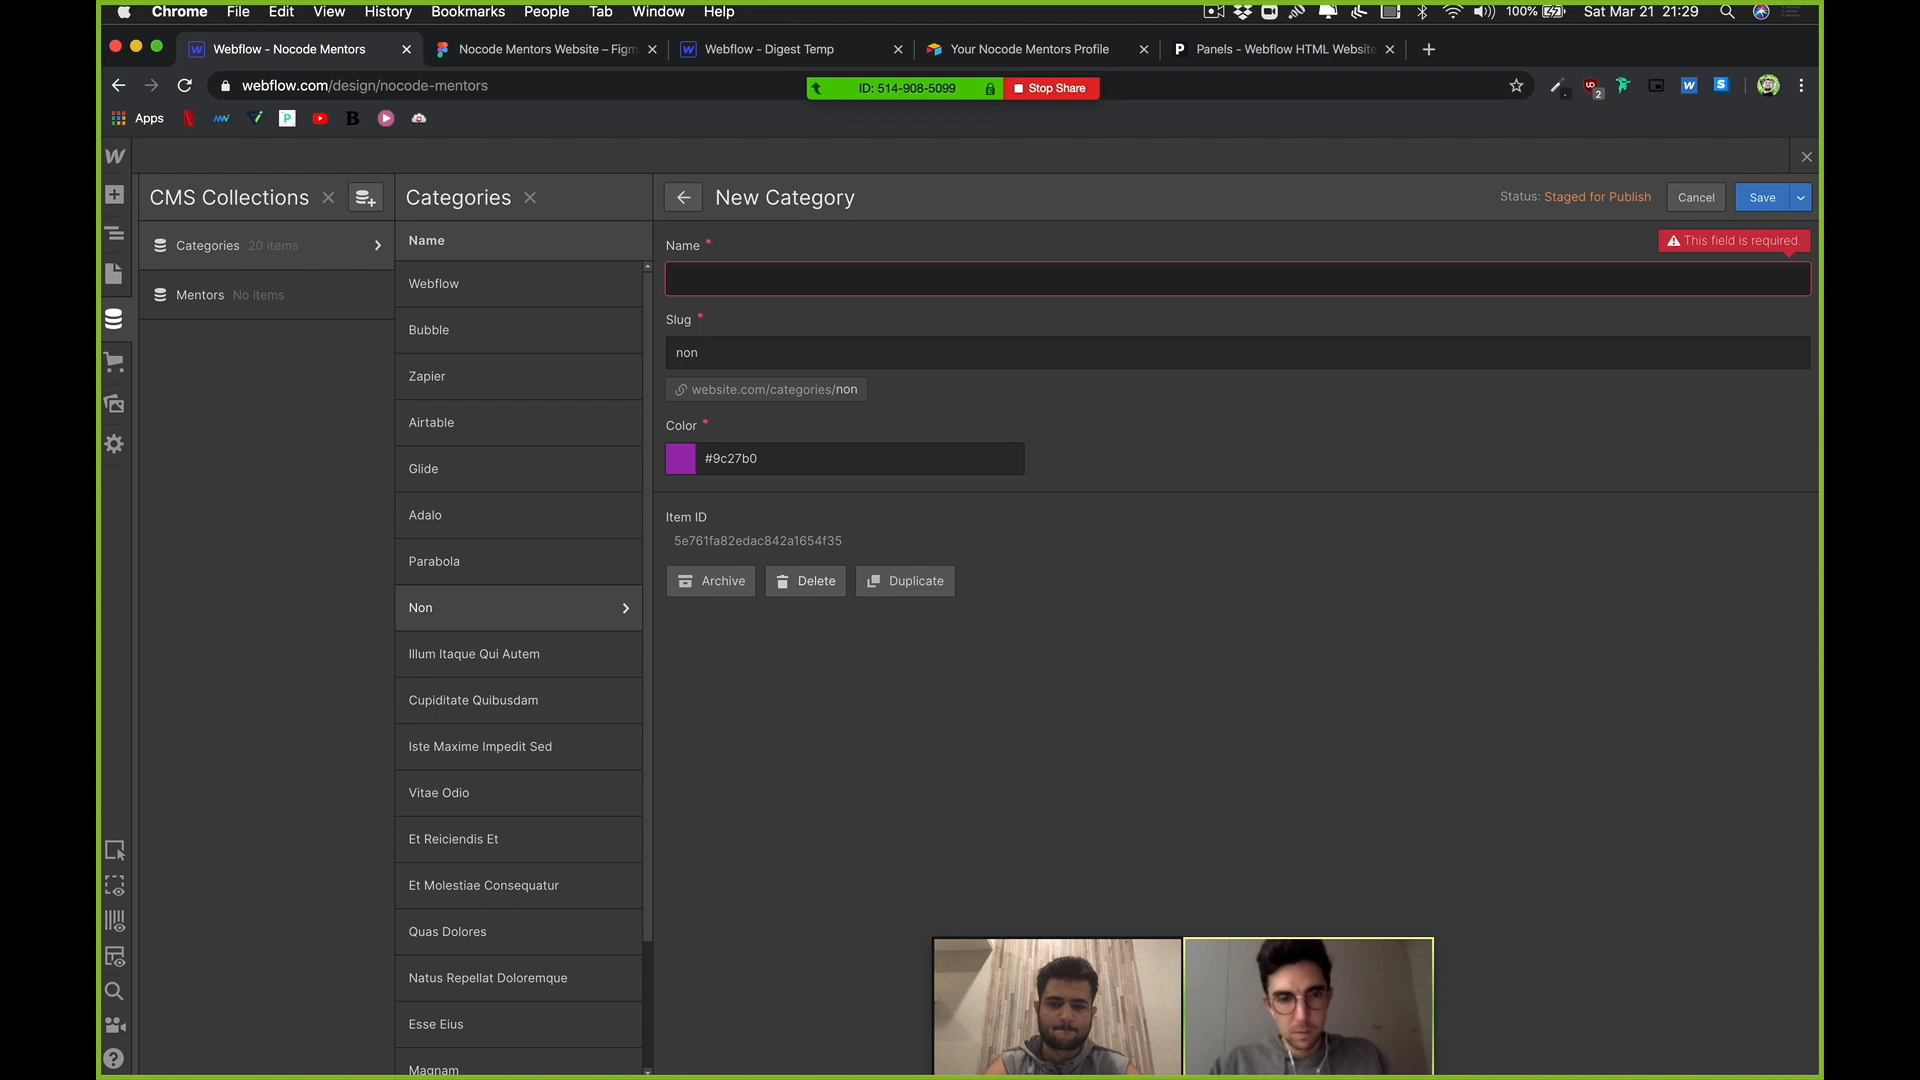 Chrome File Edit View History Bookmarks People Tab Window Help 100% Sat Mar 21 21:29
Webflow - Nocode Mentors
Nocode Mentors Website – Figm
Webflow - Digest Temp
Your Nocode Mentors Profile
Panels - Webflow HTML Website
webflow.com/design/nocode-mentors
ID: 514-908-5099
Stop Share
Apps
CMS Collections
Categories
New Category
Status: Staged for Publish
Cancel
Save
Categories 20 items
Mentors No items
Name
Webflow
Bubble
Zapier
Airtable
Glide
Adalo
Parabola
Non
Illum Itaque Qui Autem
Cupiditate Quibusdam
Iste Maxime Impedit Sed
Vitae Odio
Et Reiciendis Et
Et Molestiae Consequatur
Quas Dolores
Natus Repellat Doloremque
Esse Eius
Magnam
Name *
This field is required.
Slug *
non
website.com/categories/non
Color *
#9c27b0
Item ID
5e761fa82edac842a1654f35
Archive
Delete
Duplicate